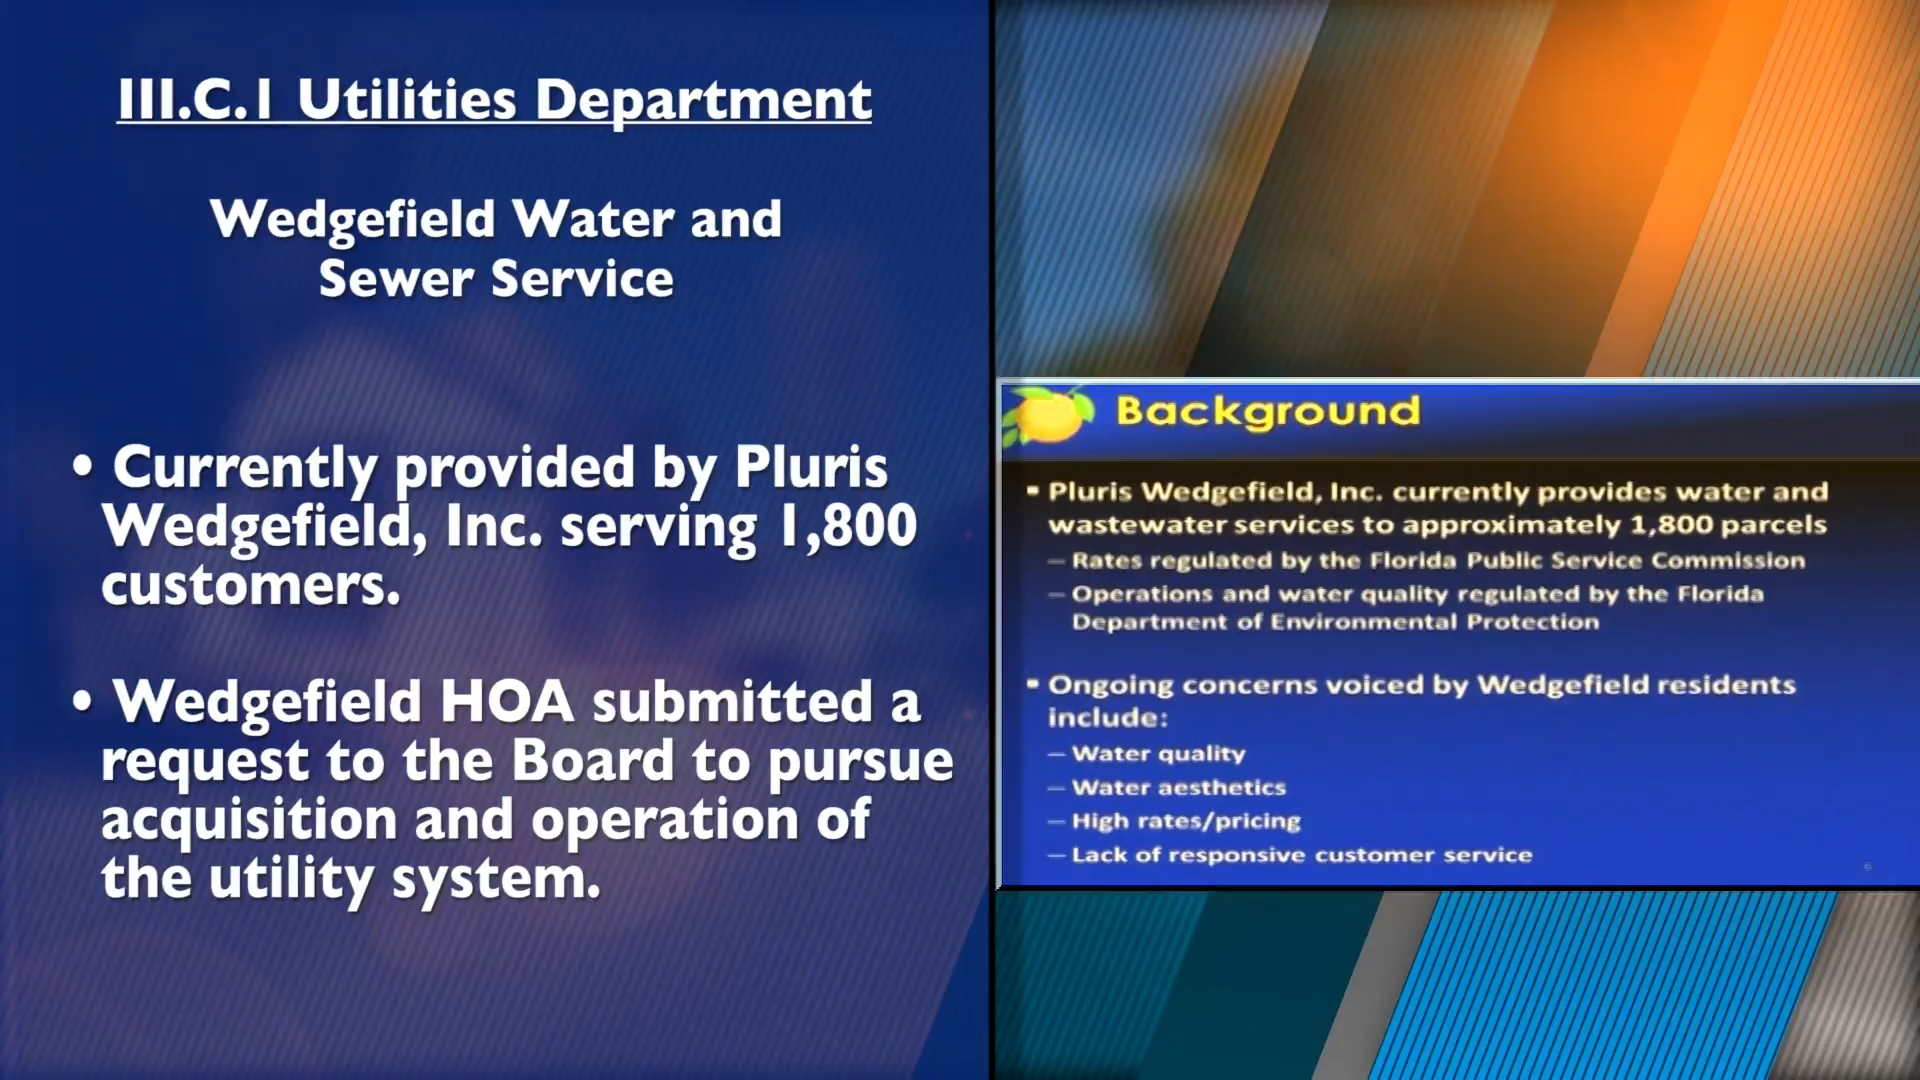 III.C.1 Utilities Department
Wedgefield Water and
Sewer Service
• Currently provided by Pluris
Wedgefield, Inc. serving 1,800
customers.
• Wedgefield HOA submitted a
request to the Board to pursue
acquisition and operation of
the utility system.
Background
▪ Pluris Wedgefield, Inc. currently provides water and
wastewater services to approximately 1,800 parcels
– Rates regulated by the Florida Public Service Commission
– Operations and water quality regulated by the Florida
Department of Environmental Protection
▪ Ongoing concerns voiced by Wedgefield residents
include:
– Water quality
– Water aesthetics
– High rates/pricing
– Lack of responsive customer service